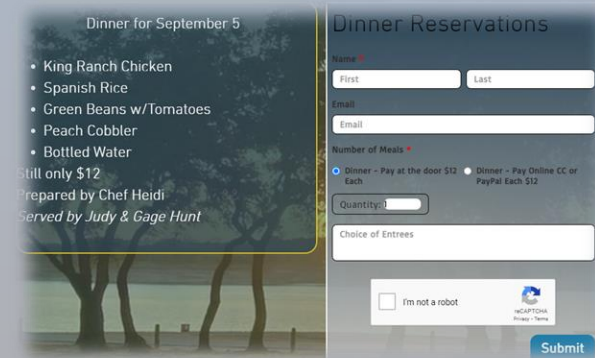 Dinner for September 5
• King Ranch Chicken
• Spanish Rice
• Green Beans w/Tomatoes
• Peach Cobbler
• Bottled Water
Still only $12
Prepared by Chef Heidi
Served by Judy & Gage Hunt
Dinner Reservations
Name *
First
Last
Email
Email
Number of Meals *
Dinner - Pay at the door $12 Each
Dinner - Pay Online CC or PayPal Each $12
Quantity:
Choice of Entrees
I'm not a robot
reCAPTCHA
Privacy - Terms
Submit